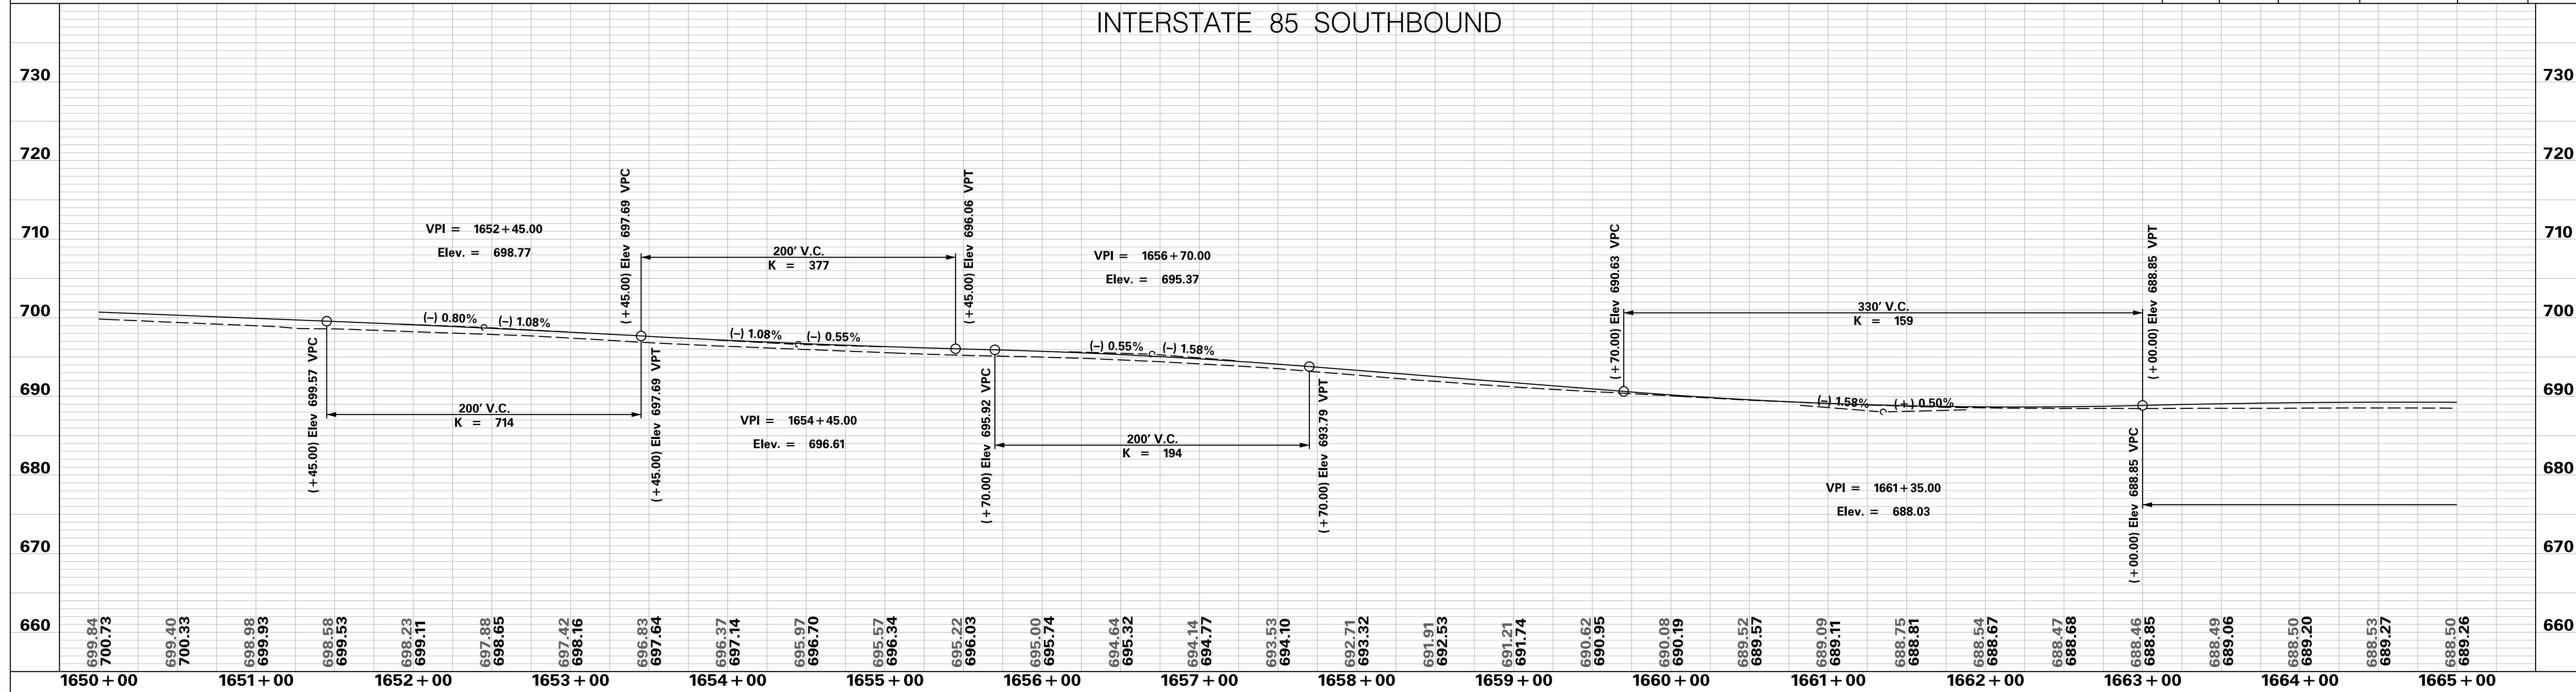 INTERSTATE 85 SOUTHBOUND
730 730
720 720
710 710
700 700
690 690
680 680
670 670
660 660
VPI = 1652+45.00
Elev. = 698.77
(+45.00) Elev 699.57 VPC
200' V.C.
K = 714
(-) 0.80% (-) 1.08%
(+45.00) Elev 697.69 VPT
(+45.00) Elev 697.69 VPC
200' V.C.
K = 377
(-) 1.08% (-) 0.55%
(+45.00) Elev 696.06 VPT
VPI = 1654+45.00
Elev. = 696.61
VPI = 1656+70.00
Elev. = 695.37
(+70.00) Elev 695.92 VPC
200' V.C.
K = 194
(-) 0.55% (-) 1.58%
(+70.00) Elev 693.79 VPT
(+70.00) Elev 690.63 VPC
330' V.C.
K = 159
(-) 1.58% (+) 0.50%
(+00.00) Elev 688.85 VPT
VPI = 1661+35.00
Elev. = 688.03
(+00.00) Elev 688.85 VPC
699.84 699.40 698.98 698.58 698.23 697.88 697.42 696.83 696.37 695.97 695.57 695.22 695.00 694.64 694.14 693.53 692.71 691.91 691.21 690.62 690.08 689.52 689.09 688.75 688.54 688.47 688.46 688.49 688.50 688.53 688.50
700.73 700.33 699.93 699.53 699.11 698.65 698.16 697.64 697.14 696.70 696.34 696.03 695.74 695.32 694.77 694.10 693.32 692.53 691.74 690.95 690.19 689.57 689.11 688.81 688.67 688.68 688.85 689.06 689.20 689.27 689.26
1650+00 1651+00 1652+00 1653+00 1654+00 1655+00 1656+00 1657+00 1658+00 1659+00 1660+00 1661+00 1662+00 1663+00 1664+00 1665+00